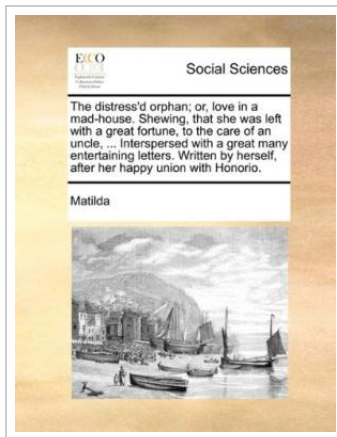 ECCO
Social Sciences
The distress'd orphan; or, love in a
mad-house. Shewing, that she was left
with a great fortune, to the care of an
uncle, ... Interspersed with a great many
entertaining letters. Written by herself,
after her happy union with Honorio.
Matilda